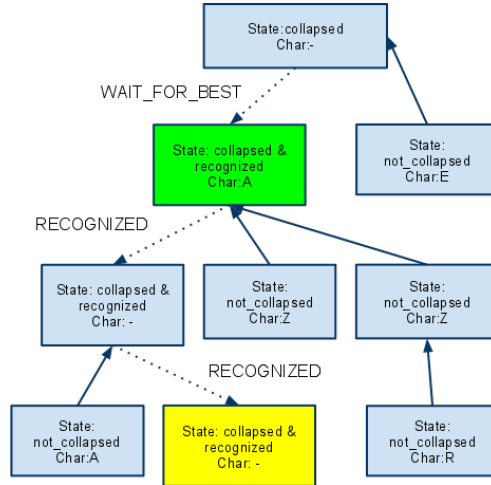 State:collapsed
Char:-
WAIT_FOR_BEST
State: collapsed &
recognized
Char:A
State:
not_collapsed
Char:E
RECOGNIZED
State: collapsed &
recognized
Char: -
State:
not_collapsed
Char:Z
State:
not_collapsed
Char:Z
RECOGNIZED
State:
not_collapsed
Char:A
State: collapsed &
recognized
Char: -
State:
not_collapsed
Char:R